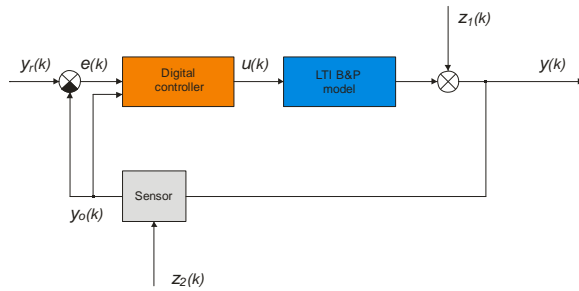 z1(k)
yr(k)
e(k)
Digital
controller
u(k)
LTI B&P
model
y(k)
Sensor
yo(k)
z2(k)